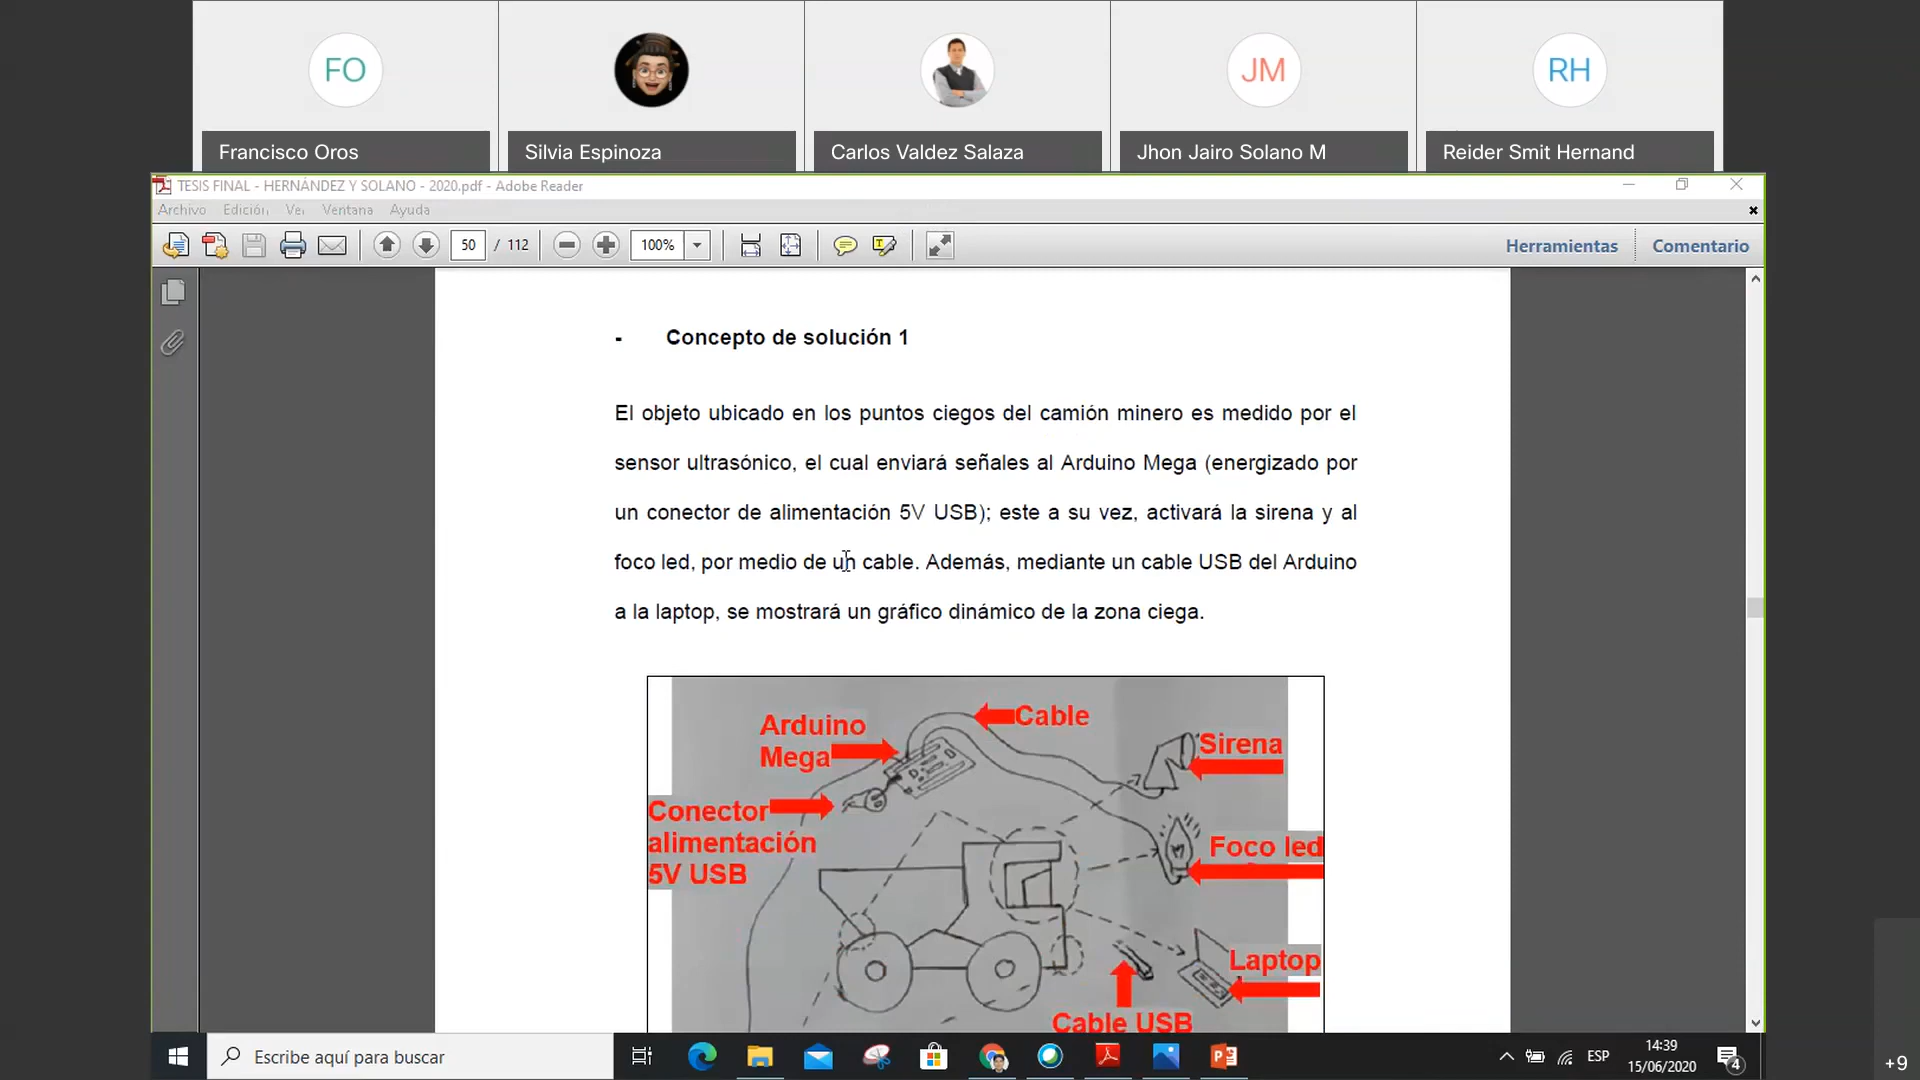 FO
JM
RH
Francisco Oros
Silvia Espinoza
Carlos Valdez Salaza
Jhon Jairo Solano M
Reider Smit Hernand
TESIS FINAL - HERNÁNDEZ Y SOLANO - 2020.pdf - Adobe Reader
Archivo Edición Ver Ventana Ayuda
50 / 112 100% Herramientas Comentario
- Concepto de solución 1
El objeto ubicado en los puntos ciegos del camión minero es medido por el
sensor ultrasónico, el cual enviará señales al Arduino Mega (energizado por
un conector de alimentación 5V USB); este a su vez, activará la sirena y al
foco led, por medio de un cable. Además, mediante un cable USB del Arduino
a la laptop, se mostrará un gráfico dinámico de la zona ciega.
Cable
Arduino
Mega
Sirena
Conector
alimentación
5V USB
Foco led
Laptop
Cable USB
Escribe aquí para buscar
ESP
14:39
15/06/2020
4
+9